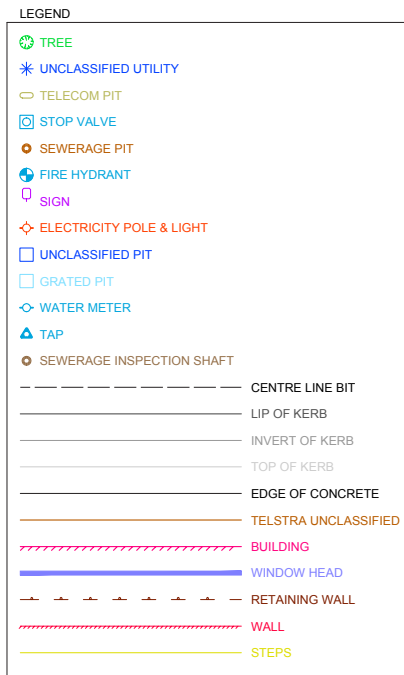 LEGEND
TREE
UNCLASSIFIED UTILITY
TELECOM PIT
STOP VALVE
SEWERAGE PIT
FIRE HYDRANT
SIGN
ELECTRICITY POLE & LIGHT
UNCLASSIFIED PIT
GRATED PIT
WATER METER
TAP
SEWERAGE INSPECTION SHAFT
CENTRE LINE BIT
LIP OF KERB
INVERT OF KERB
TOP OF KERB
EDGE OF CONCRETE
TELSTRA UNCLASSIFIED
BUILDING
WINDOW HEAD
RETAINING WALL
WALL
STEPS